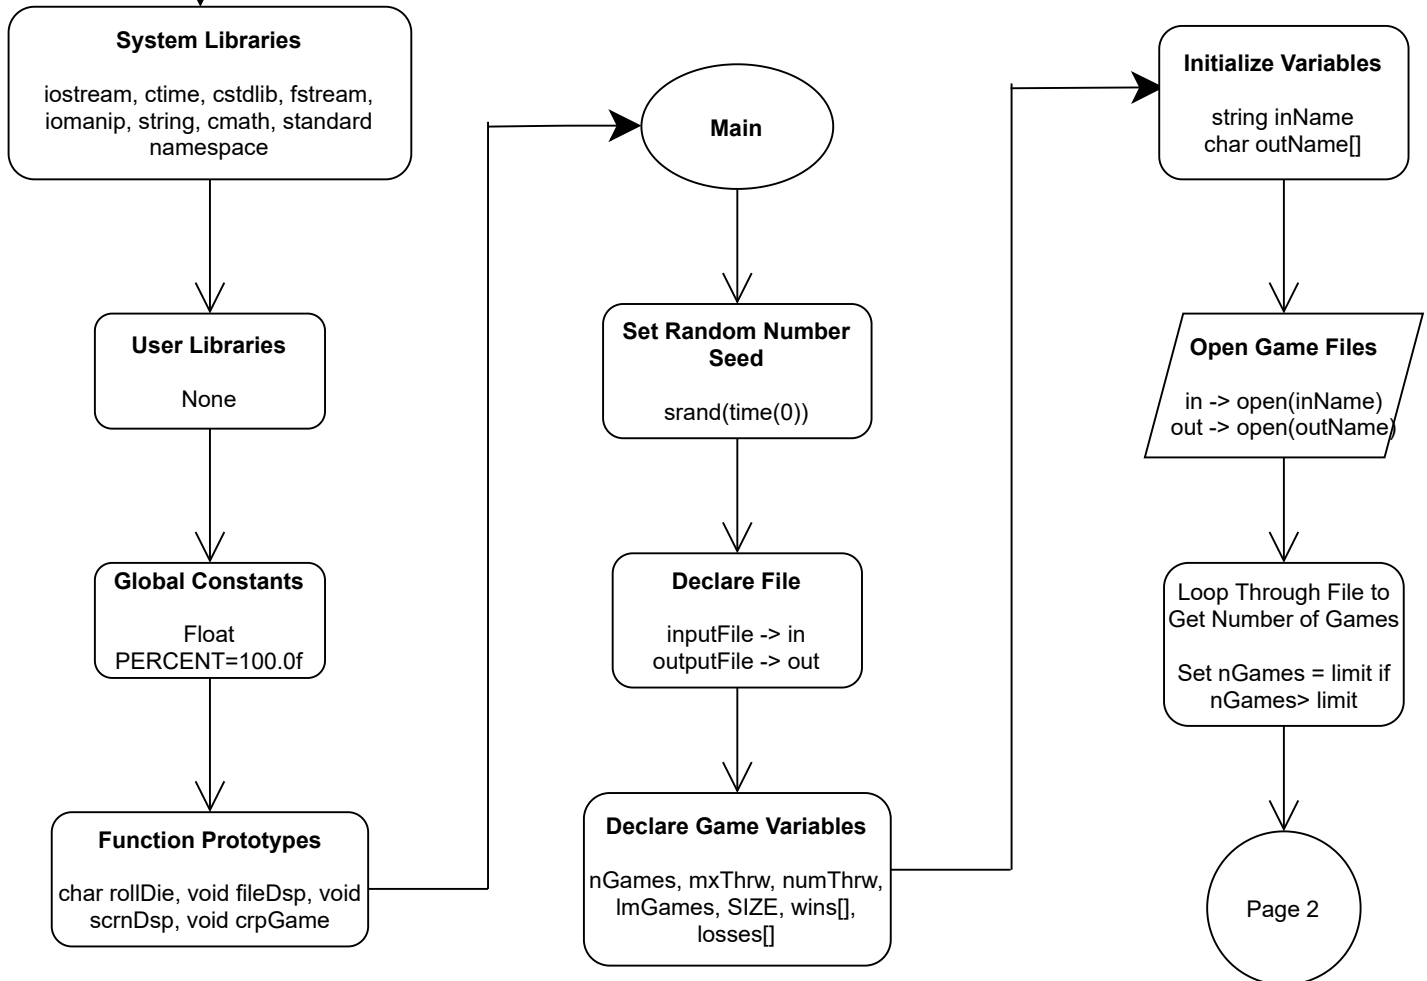 System Libraries
iostream, ctime, cstdlib, fstream,
iomanip, string, cmath, standard
namespace
User Libraries
None
Global Constants
Float
PERCENT=100.0f
Function Prototypes
char rollDie, void fileDsp, void
scrnDsp, void crpGame
Main
Set Random Number
Seed
srand(time(0))
Declare File
inputFile -> in
outputFile -> out
Declare Game Variables
nGames, mxThrw, numThrw,
lmGames, SIZE, wins[],
losses[]
Initialize Variables
string inName
char outName[]
Open Game Files
in -> open(inName)
out -> open(outName)
Loop Through File to
Get Number of Games
Set nGames = limit if
nGames> limit
Page 2